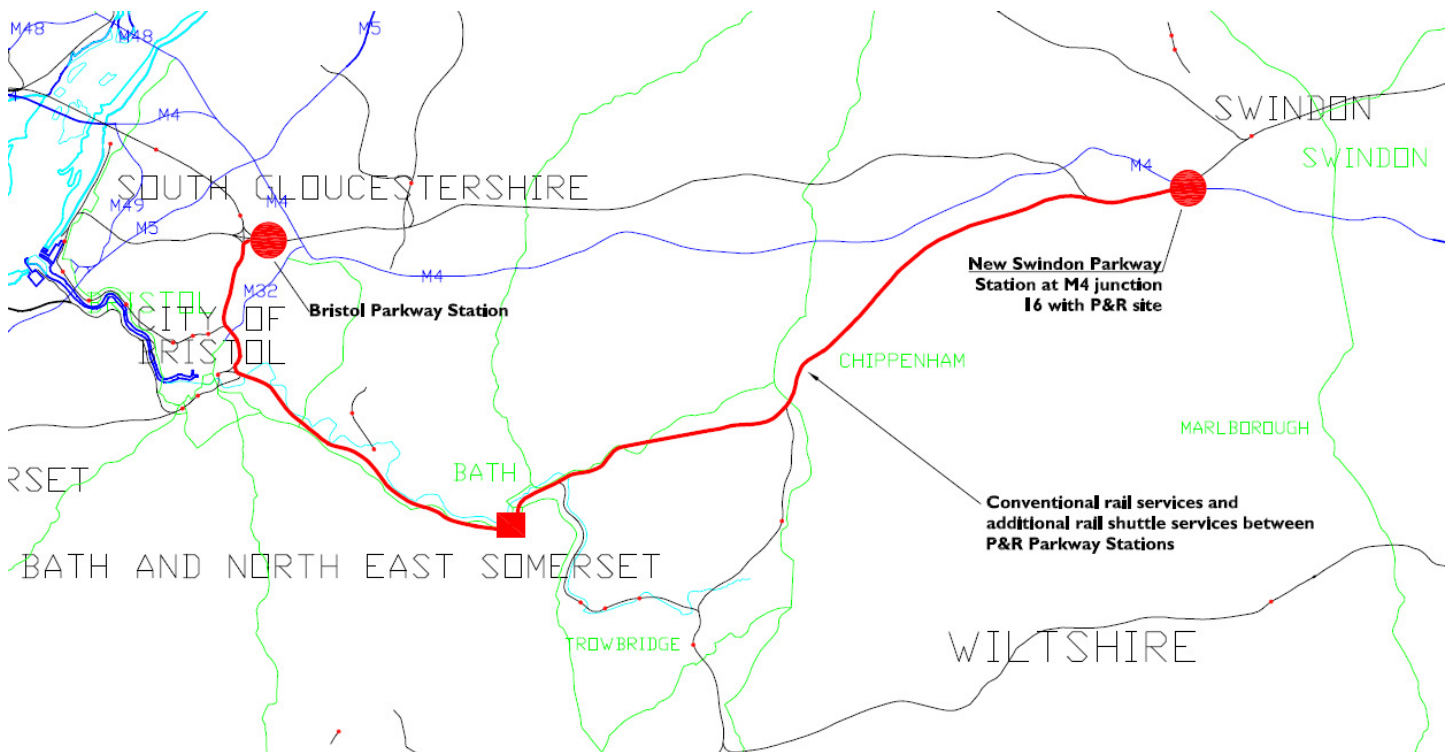 M48
M48
M5
M4
SWINDON
SWINDON
M4
SOUTH GLOUCESTERSHIRE
M49
M4
M5
M4
M32
New Swindon Parkway
Station at M4 junction
16 with P&R site
BRISTOL
Bristol Parkway Station
CITY OF
BRISTOL
CHIPPENHAM
MARLBOROUGH
BATH
RSET
Conventional rail services and
additional rail shuttle services between
P&R Parkway Stations
BATH AND NORTH EAST SOMERSET
TROWBRIDGE
WILTSHIRE